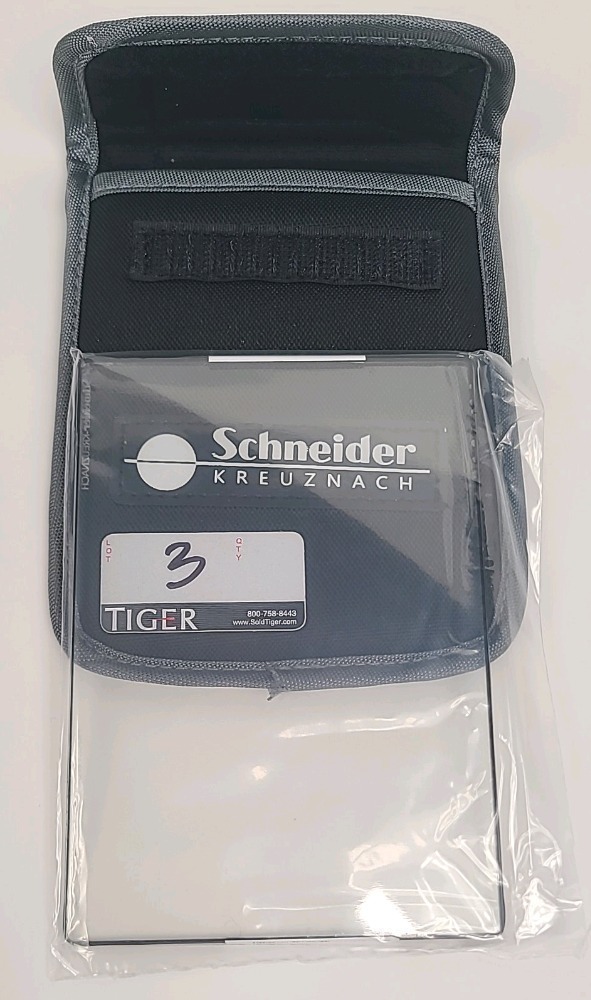 Schneider
KREUZNACH
LOT
3
QTY
TIGER
800-758-8443
www.SoldTiger.com